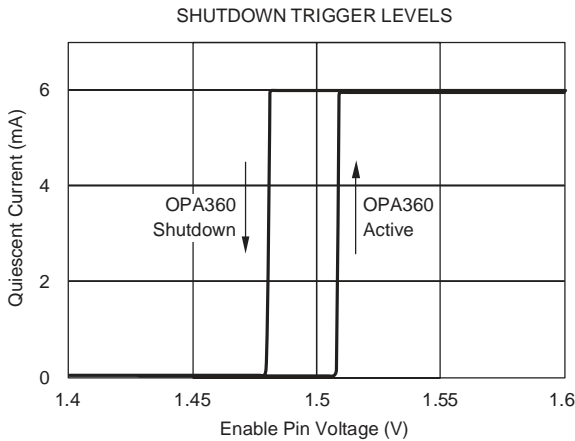 SHUTDOWN TRIGGER LEVELS
Quiescent Current (mA)
6
4
2
0
OPA360
Shutdown
OPA360
Active
1.4
1.45
1.5
1.55
1.6
Enable Pin Voltage (V)